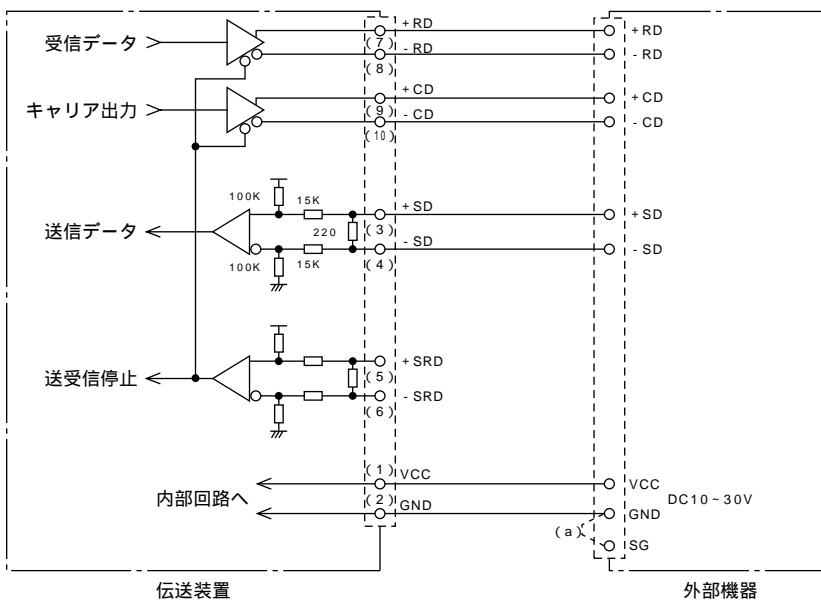 受信データ
+RD
(7)
-RD
(8)
+RD
-RD
キャリア出力
+CD
(9)
-CD
(10)
+CD
-CD
送信データ
100K
15K
220
100K
15K
+SD
(3)
-SD
(4)
+SD
-SD
送受信停止
+SRD
(5)
-SRD
(6)
内部回路へ
(1)
VCC
(2)
GND
VCC
DC10~30V
GND
(a)
SG
伝送装置
外部機器